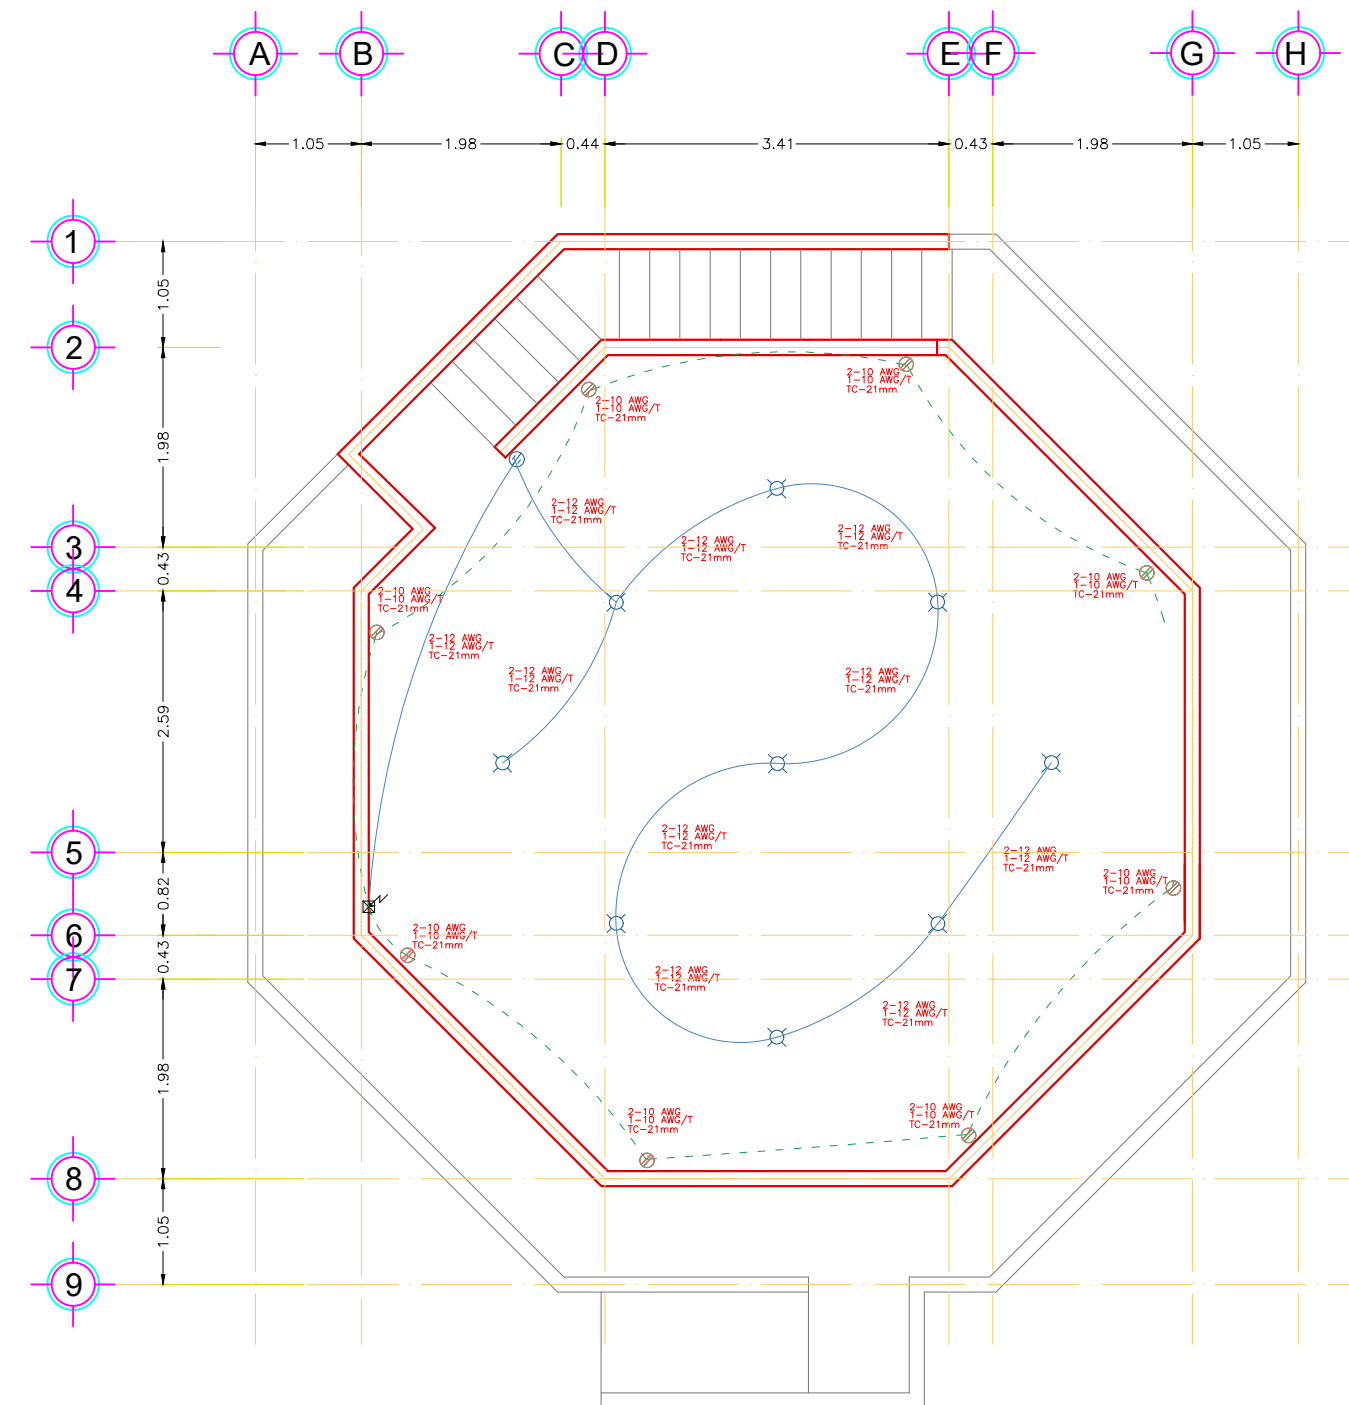 A B C D E F G H
1.05 1.98 0.44 3.41 0.43 1.98 1.05
1
1.05
2
1.98
3
0.43
4
2.59
5
0.82
6
0.43
7
1.98
8
1.05
9
2-10 AWG
1-10 AWG/T
TC-21mm
2-10 AWG
1-10 AWG/T
TC-21mm
2-12 AWG
1-12 AWG/T
TC-21mm
2-12 AWG
1-12 AWG/T
TC-21mm
2-12 AWG
1-12 AWG/T
TC-21mm
2-10 AWG
1-10 AWG/T
TC-21mm
2-10 AWG
1-10 AWG/T
TC-21mm
2-12 AWG
1-12 AWG/T
TC-21mm
2-12 AWG
1-12 AWG/T
TC-21mm
2-12 AWG
1-12 AWG/T
TC-21mm
2-12 AWG
1-12 AWG/T
TC-21mm
2-12 AWG
1-12 AWG/T
TC-21mm
2-10 AWG
1-10 AWG/T
TC-21mm
2-10 AWG
1-10 AWG/T
TC-21mm
2-12 AWG
1-12 AWG/T
TC-21mm
2-12 AWG
1-12 AWG/T
TC-21mm
2-10 AWG
1-10 AWG/T
TC-21mm
2-10 AWG
1-10 AWG/T
TC-21mm